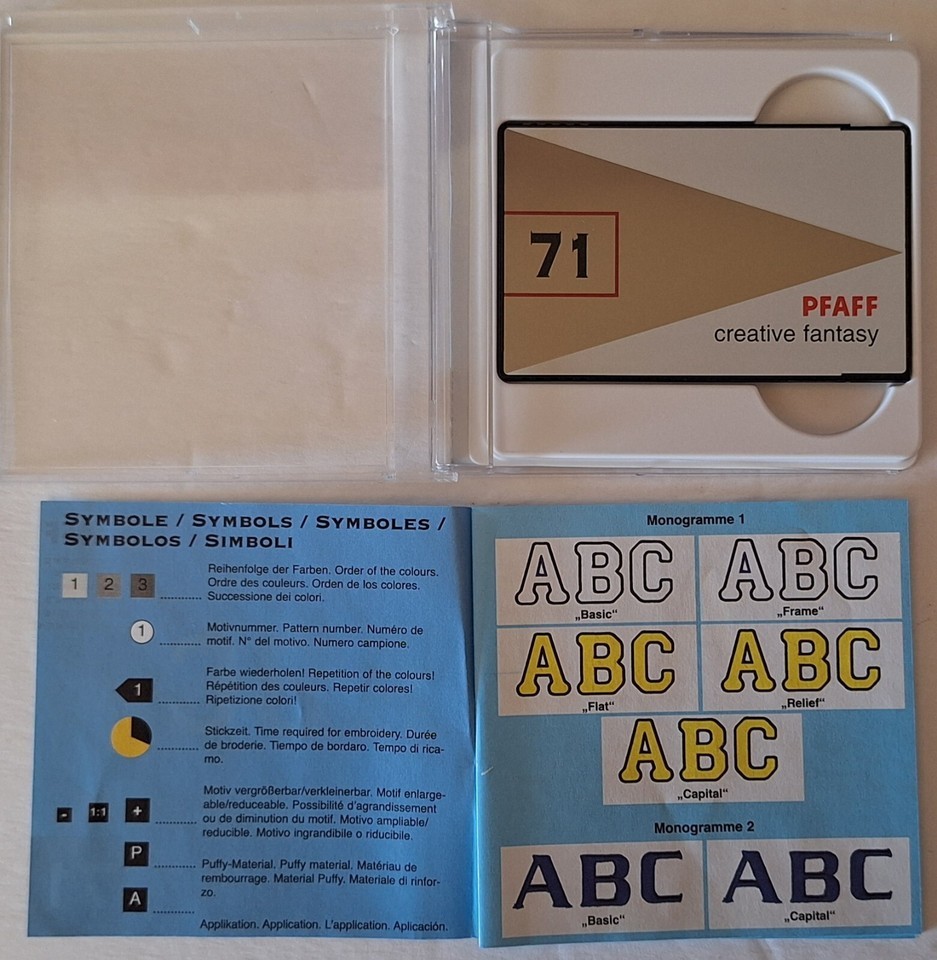 71
PFAFF
creative fantasy
SYMBOLE / SYMBOLS / SYMBOLES /
SYMBOLOS / SIMBOLI
1 2 3
Reihenfolge der Farben. Order of the colours.
Ordre des couleurs. Orden de los colores.
Successione dei colori.
1
Motivnummer. Pattern number. Numéro de
motif. N° del motivo. Numero campione.
1
Farbe wiederholen! Repetition of the colours!
Répétition des couleurs. Repetir colores!
Ripetizione colori!
Stickzeit. Time required for embroidery. Durée
de broderie. Tiempo de bordaro. Tempo di rica-
mo.
- 1:1 +
Motiv vergrößerbar/verkleinerbar. Motif enlarge-
able/reduceable. Possibilité d'agrandissement
ou de diminution du motif. Motivo ampliable/
reducible. Motivo ingrandibile o riducibile.
P
Puffy-Material. Puffy material. Matériau de
rembourrage. Material Puffy. Materiale di rinfor-
zo.
A
Applikation. Application. L'application. Aplicación.
Monogramme 1
ABC
„Basic“
ABC
„Frame“
ABC
„Flat“
ABC
„Relief“
ABC
„Capital“
Monogramme 2
ABC
„Basic“
ABC
„Capital“